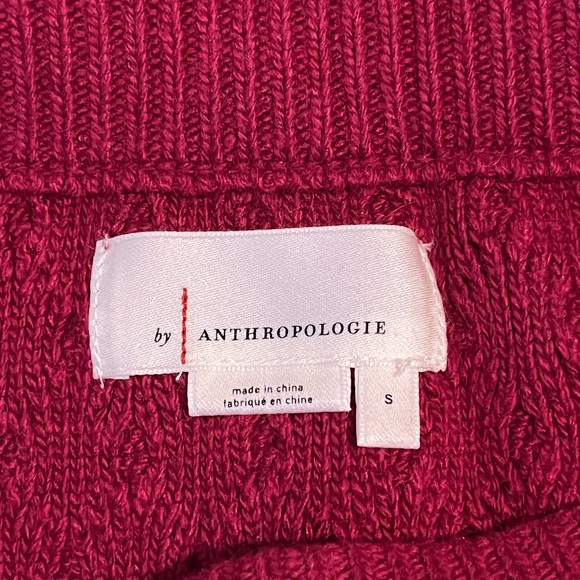 by ANTHROPOLOGIE
made in china
fabriqué en chine
S